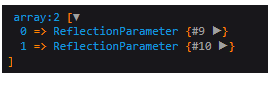 array:2 [▼
0 => ReflectionParameter {#9 ▶}
1 => ReflectionParameter {#10 ▶}
]